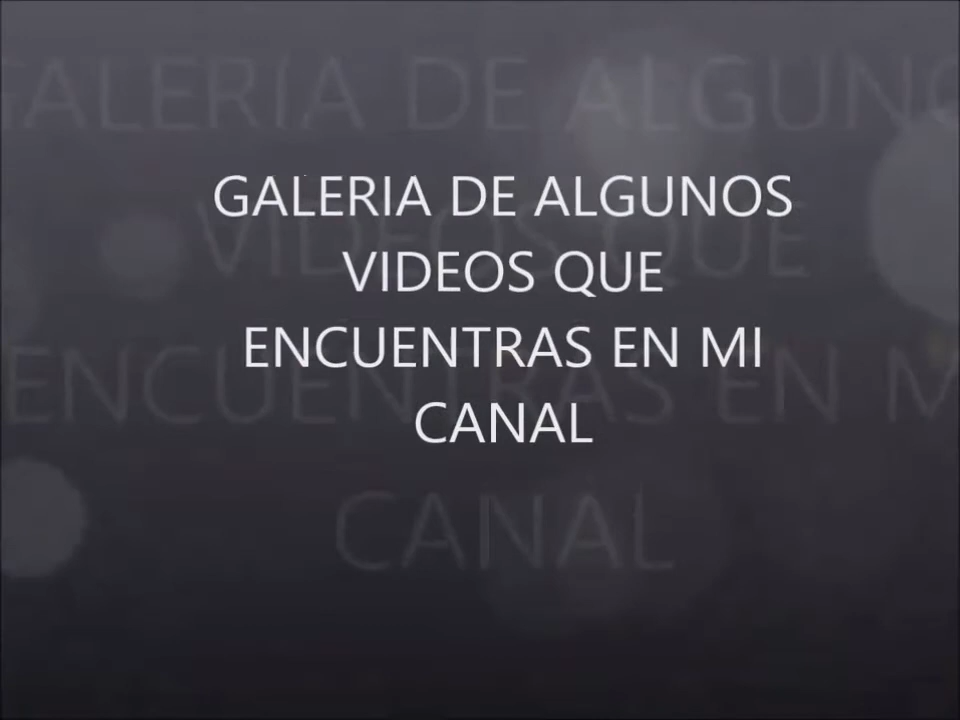 GALERIA DE ALGUNOS
VIDEOS QUE
ENCUENTRAS EN MI
CANAL